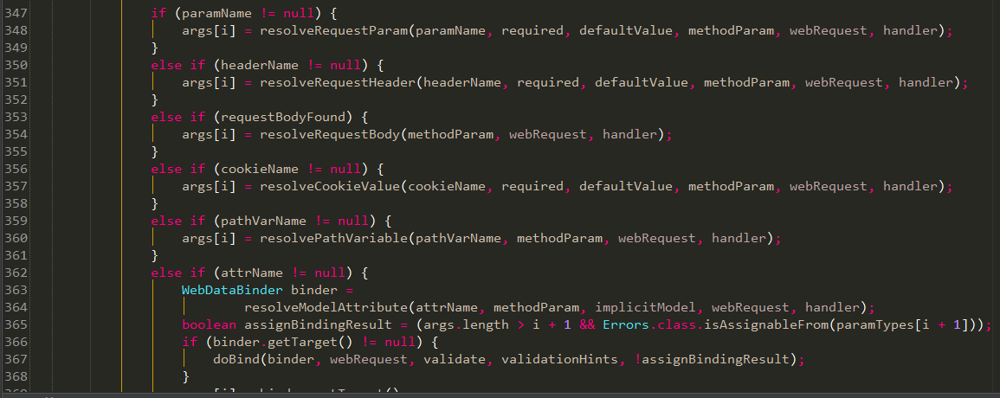 347 if (paramName != null) {
348 args[i] = resolveRequestParam(paramName, required, defaultValue, methodParam, webRequest, handler);
349 }
350 else if (headerName != null) {
351 args[i] = resolveRequestHeader(headerName, required, defaultValue, methodParam, webRequest, handler);
352 }
353 else if (requestBodyFound) {
354 args[i] = resolveRequestBody(methodParam, webRequest, handler);
355 }
356 else if (cookieName != null) {
357 args[i] = resolveCookieValue(cookieName, required, defaultValue, methodParam, webRequest, handler);
358 }
359 else if (pathVarName != null) {
360 args[i] = resolvePathVariable(pathVarName, methodParam, webRequest, handler);
361 }
362 else if (attrName != null) {
363 WebDataBinder binder =
364 resolveModelAttribute(attrName, methodParam, implicitModel, webRequest, handler);
365 boolean assignBindingResult = (args.length > i + 1 && Errors.class.isAssignableFrom(paramTypes[i + 1]));
366 if (binder.getTarget() != null) {
367 doBind(binder, webRequest, validate, validationHints, !assignBindingResult);
368 }